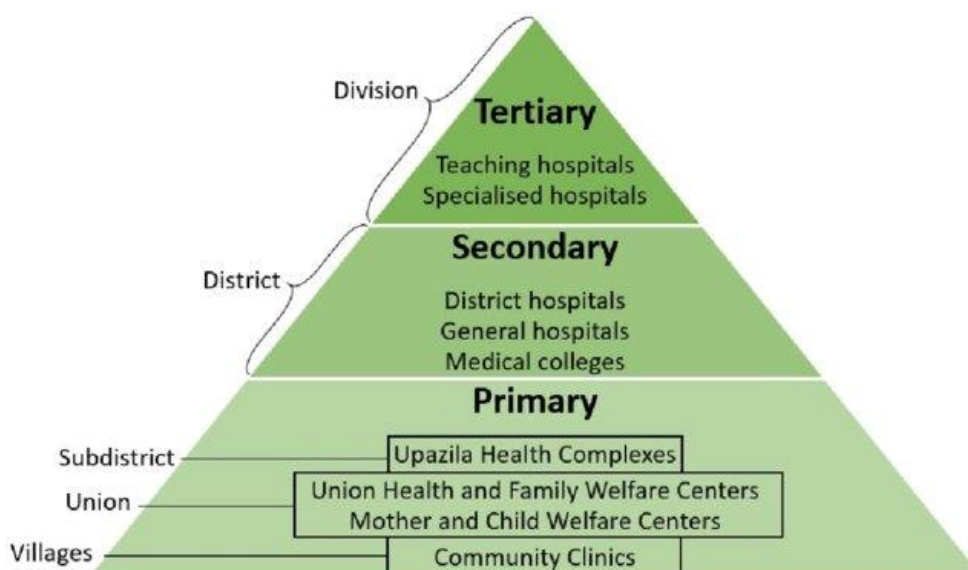 Division
Tertiary
Teaching hospitals
Specialised hospitals
District
Secondary
District hospitals
General hospitals
Medical colleges
Primary
Subdistrict
Upazila Health Complexes
Union
Union Health and Family Welfare Centers
Mother and Child Welfare Centers
Villages
Community Clinics